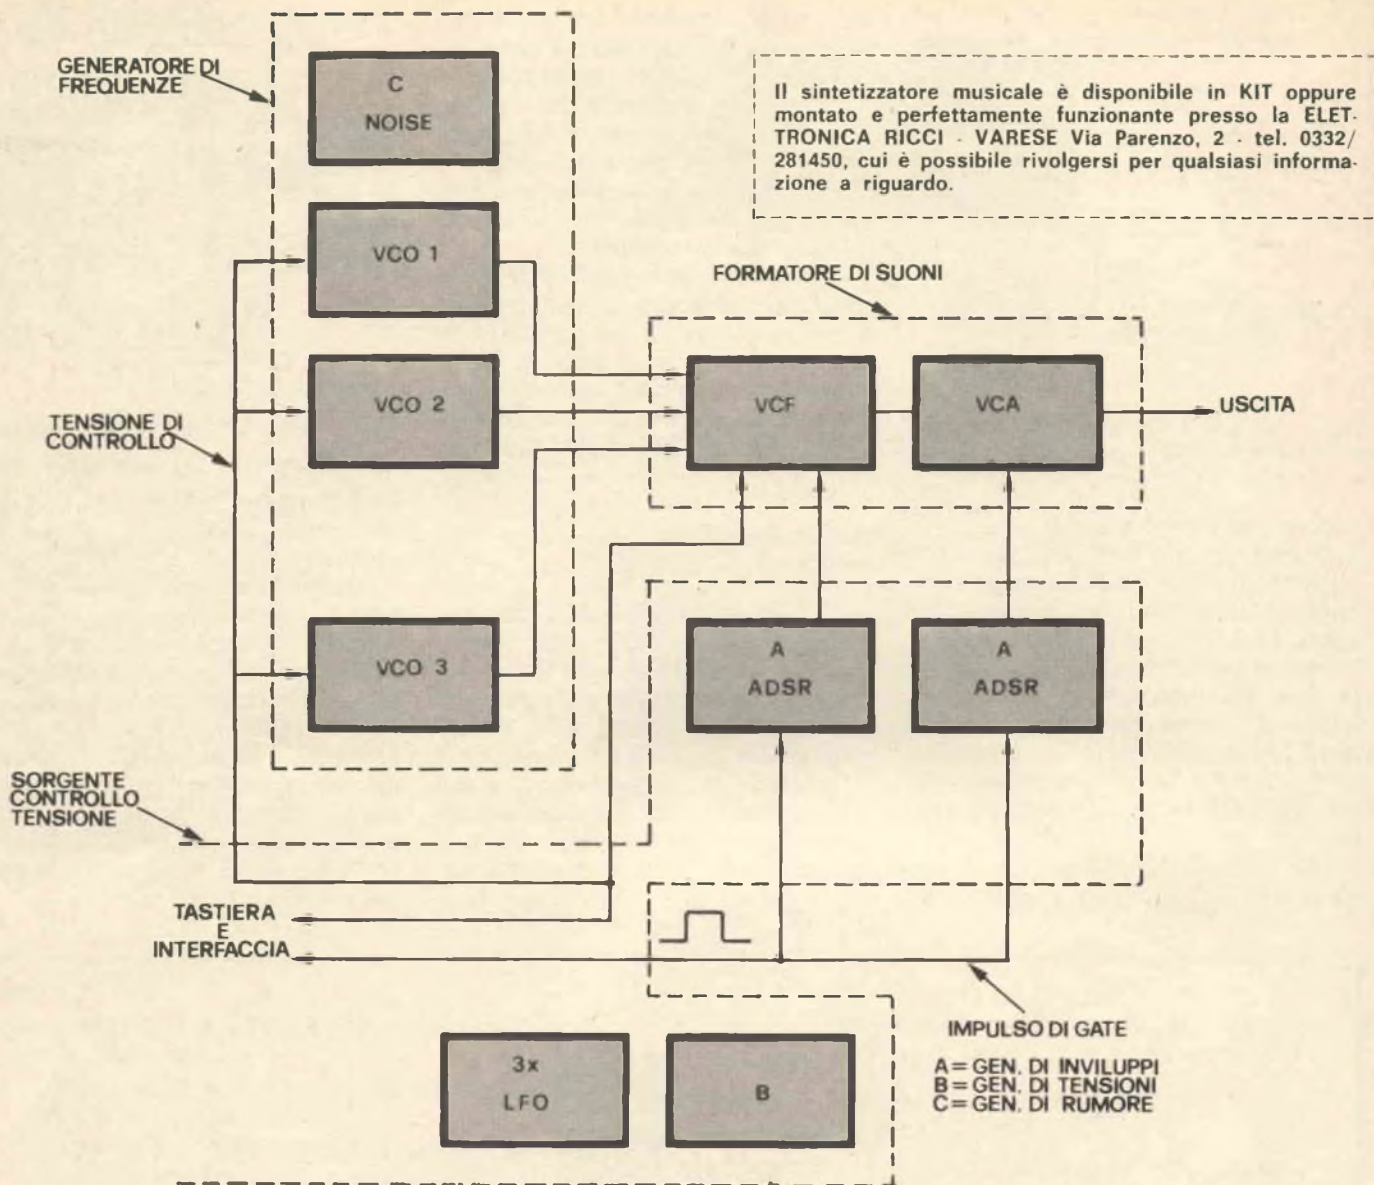 GENERATORE DI
FREQUENZE
C
NOISE
Il sintetizzatore musicale è disponibile in KIT oppure
montato e perfettamente funzionante presso la ELET-
TRONICA RICCI - VARESE Via Parenzo, 2 - tel. 0332/
281450, cui è possibile rivolgersi per qualsiasi informa-
zione a riguardo.
VCO 1
FORMATORE DI SUONI
TENSIONE DI
CONTROLLO
VCO 2
VCF
VCA
USCITA
VCO 3
A
ADSR
A
ADSR
SORGENTE
CONTROLLO
TENSIONE
TASTIERA
E
INTERFACCIA
IMPULSO DI GATE
3x
LFO
B
A=GEN. DI INVILUPPI
B=GEN. DI TENSIONI
C=GEN. DI RUMORE